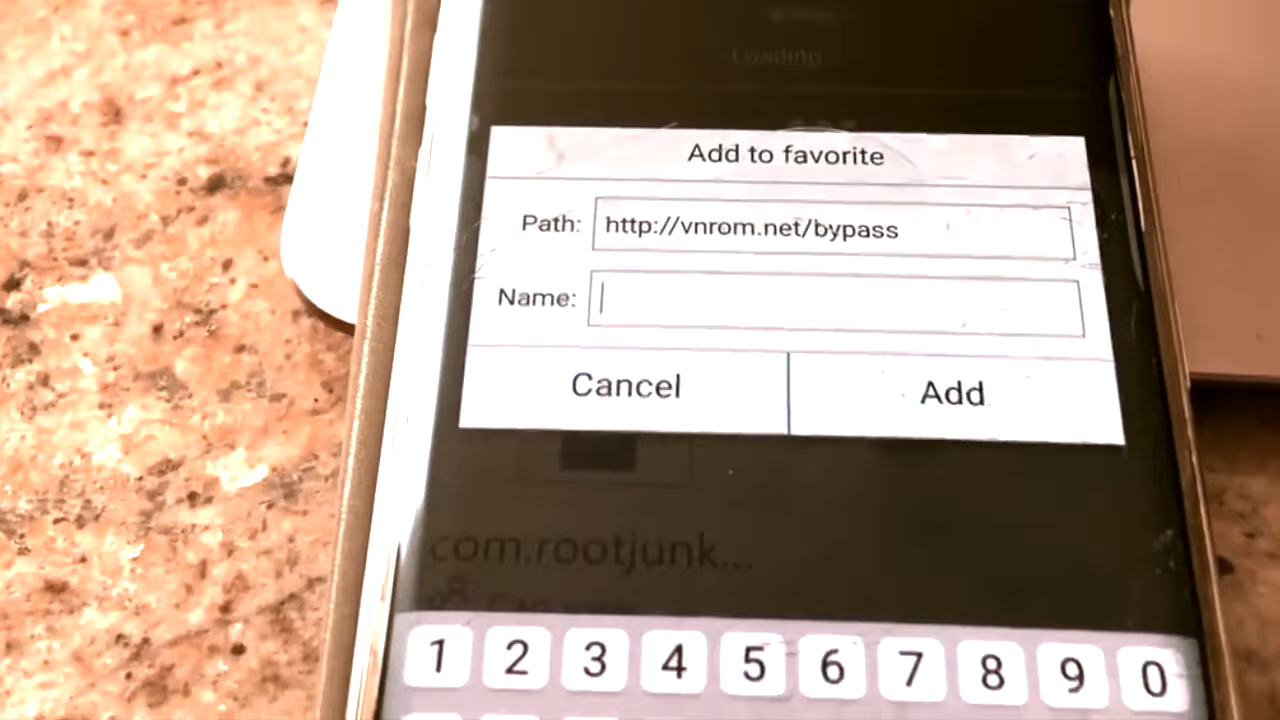 Loading
Add to favorite
Path: http://vnrom.net/bypass
Name:
Cancel Add
com.rootjunk...
1 2 3 4 5 6 7 8 9 0